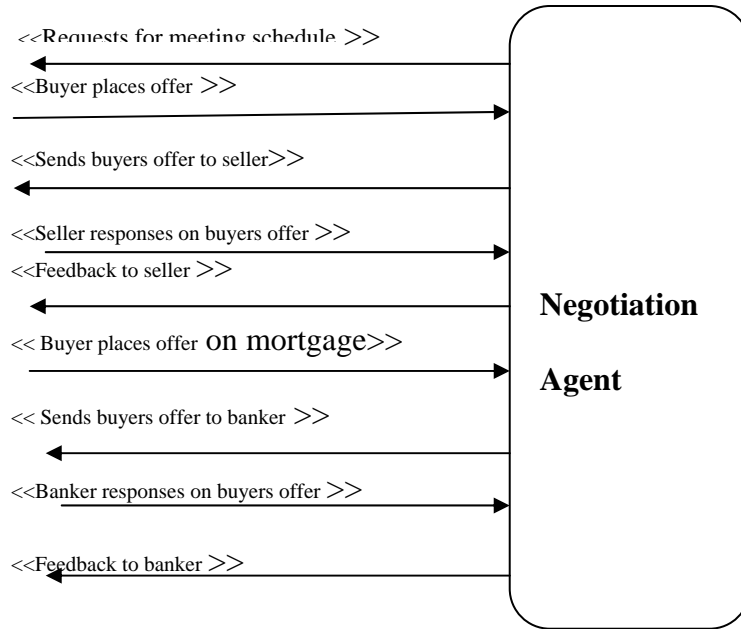 <<Requests for meeting schedule >>
<<Buyer places offer >>
<<Sends buyers offer to seller>>
<<Seller responses on buyers offer >>
<<Feedback to seller >>
<< Buyer places offer on mortgage>>
<< Sends buyers offer to banker >>
<<Banker responses on buyers offer >>
<<Feedback to banker >>
Negotiation
Agent